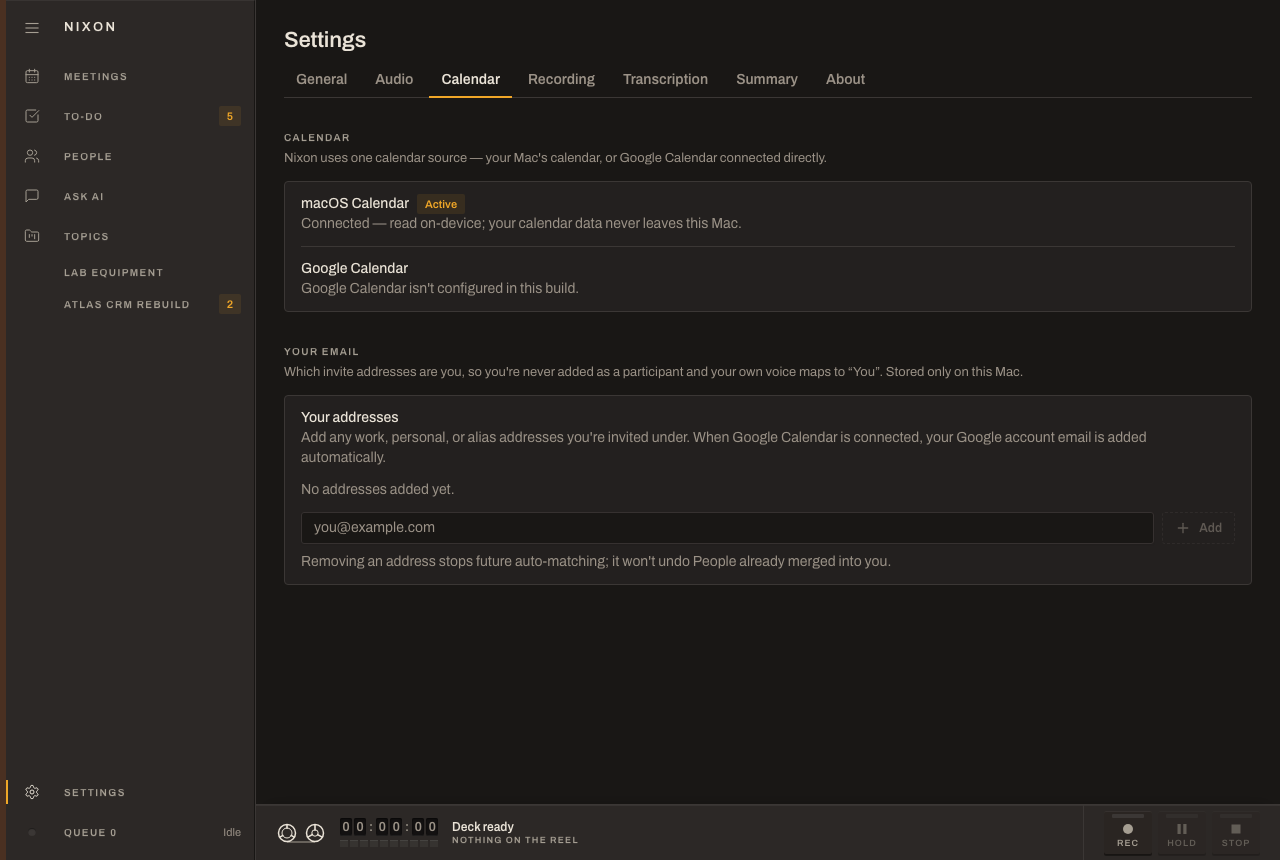 NIXON
MEETINGS
TO-DO 5
PEOPLE
ASK AI
TOPICS
LAB EQUIPMENT
ATLAS CRM REBUILD 2
SETTINGS
QUEUE 0 Idle
Settings
General Audio Calendar Recording Transcription Summary About
CALENDAR
Nixon uses one calendar source — your Mac's calendar, or Google Calendar connected directly.
macOS Calendar Active
Connected — read on-device; your calendar data never leaves this Mac.
Google Calendar
Google Calendar isn't configured in this build.
YOUR EMAIL
Which invite addresses are you, so you're never added as a participant and your own voice maps to “You”. Stored only on this Mac.
Your addresses
Add any work, personal, or alias addresses you're invited under. When Google Calendar is connected, your Google account email is added
automatically.
No addresses added yet.
you@example.com Add
Removing an address stops future auto-matching; it won't undo People already merged into you.
00:00:00 Deck ready
NOTHING ON THE REEL
REC HOLD STOP